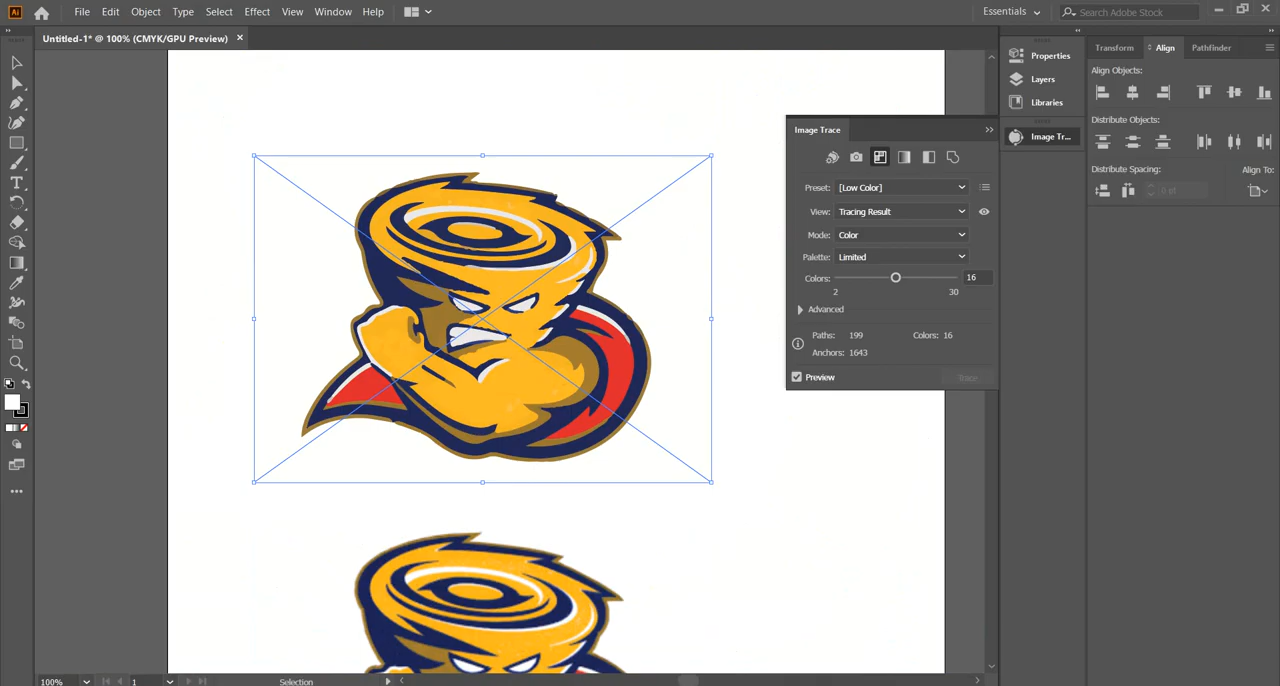 Ai File Edit Object Type Select Effect View Window Help Essentials Search Adobe Stock
Untitled-1* @ 100% (CMYK/GPU Preview) ×
Properties
Layers
Libraries
Image Tr...
Transform Align Pathfinder
Align Objects:
Distribute Objects:
Distribute Spacing: Align To:
0 pt
Image Trace
Preset: [Low Color]
View: Tracing Result
Mode: Color
Palette: Limited
Colors: 16
2 30
Advanced
Paths: 199 Colors: 16
Anchors: 1643
Preview Trace
100% 1 Selection